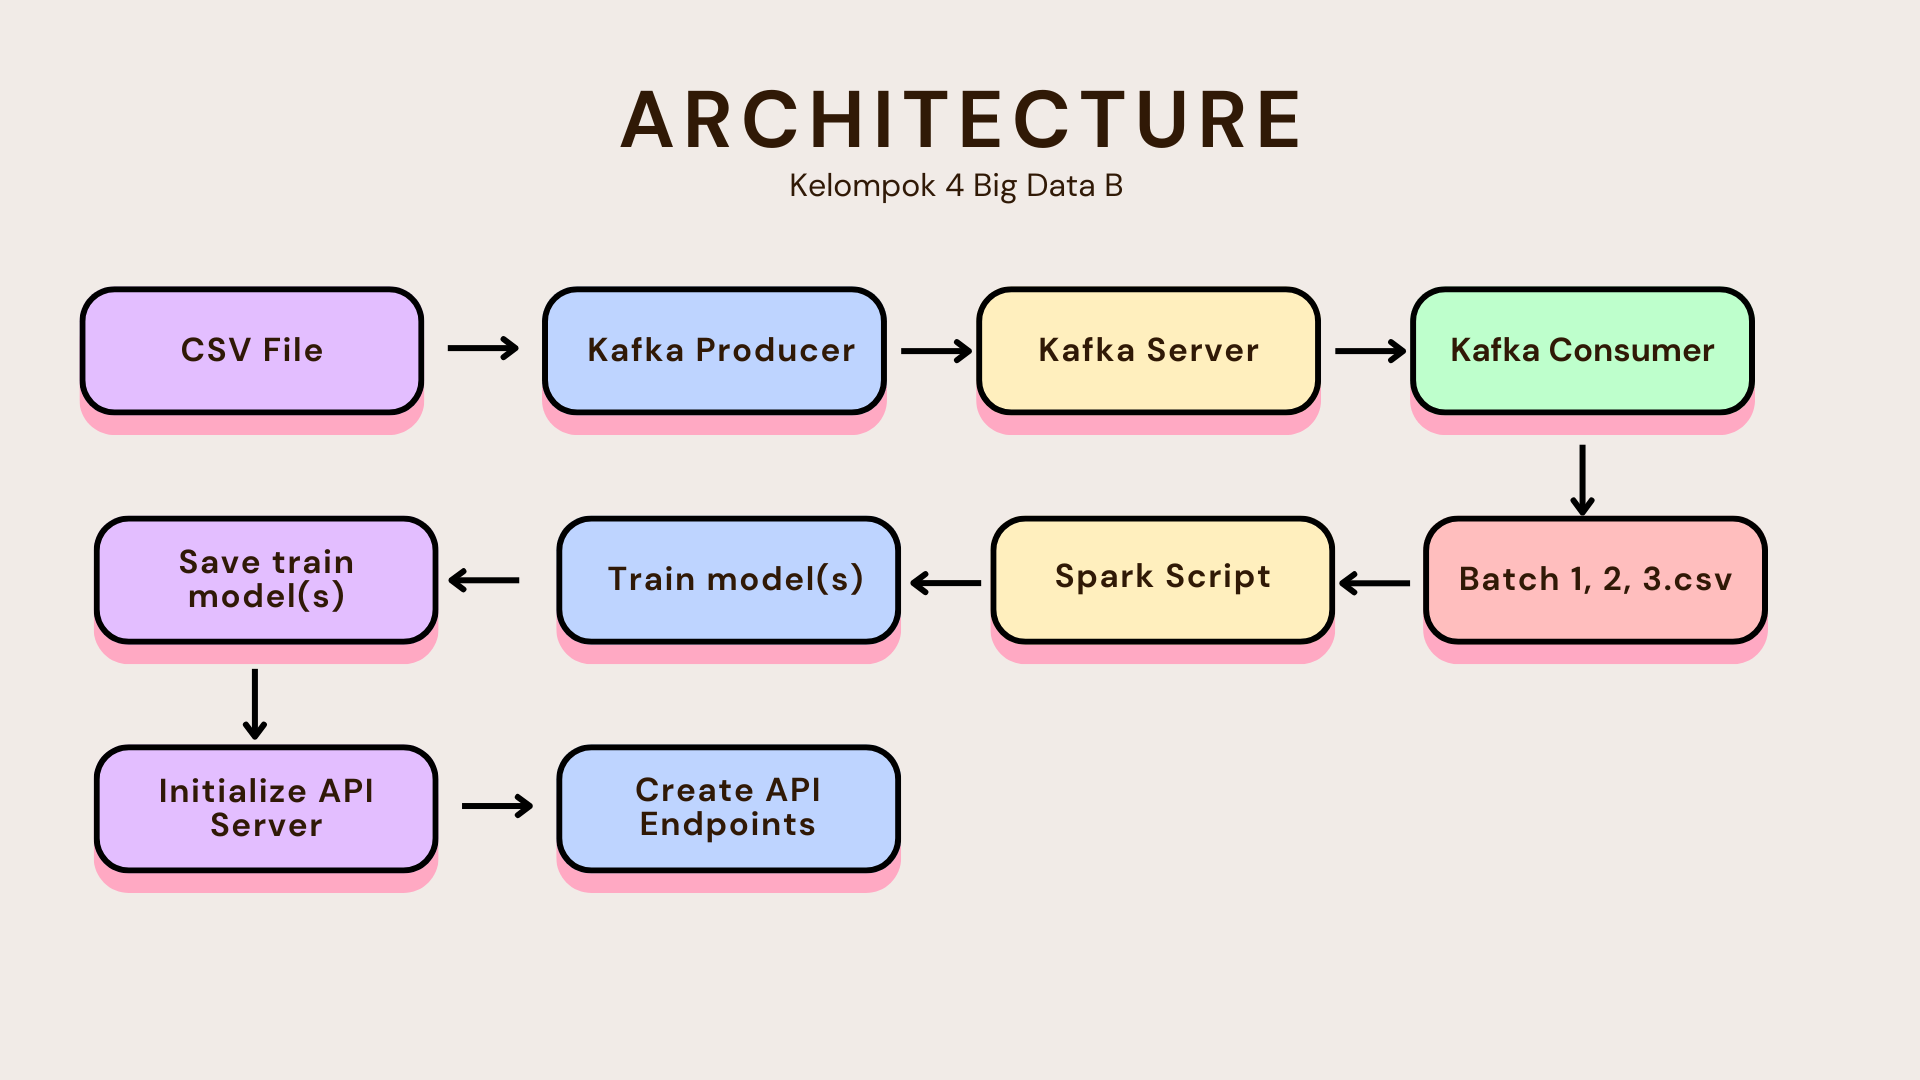 ARCHITECTURE
Kelompok 4 Big Data B
CSV File
Kafka Producer
Kafka Server
Kafka Consumer
Batch 1, 2, 3.csv
Spark Script
Train model(s)
Save train
model(s)
Initialize API
Server
Create API
Endpoints